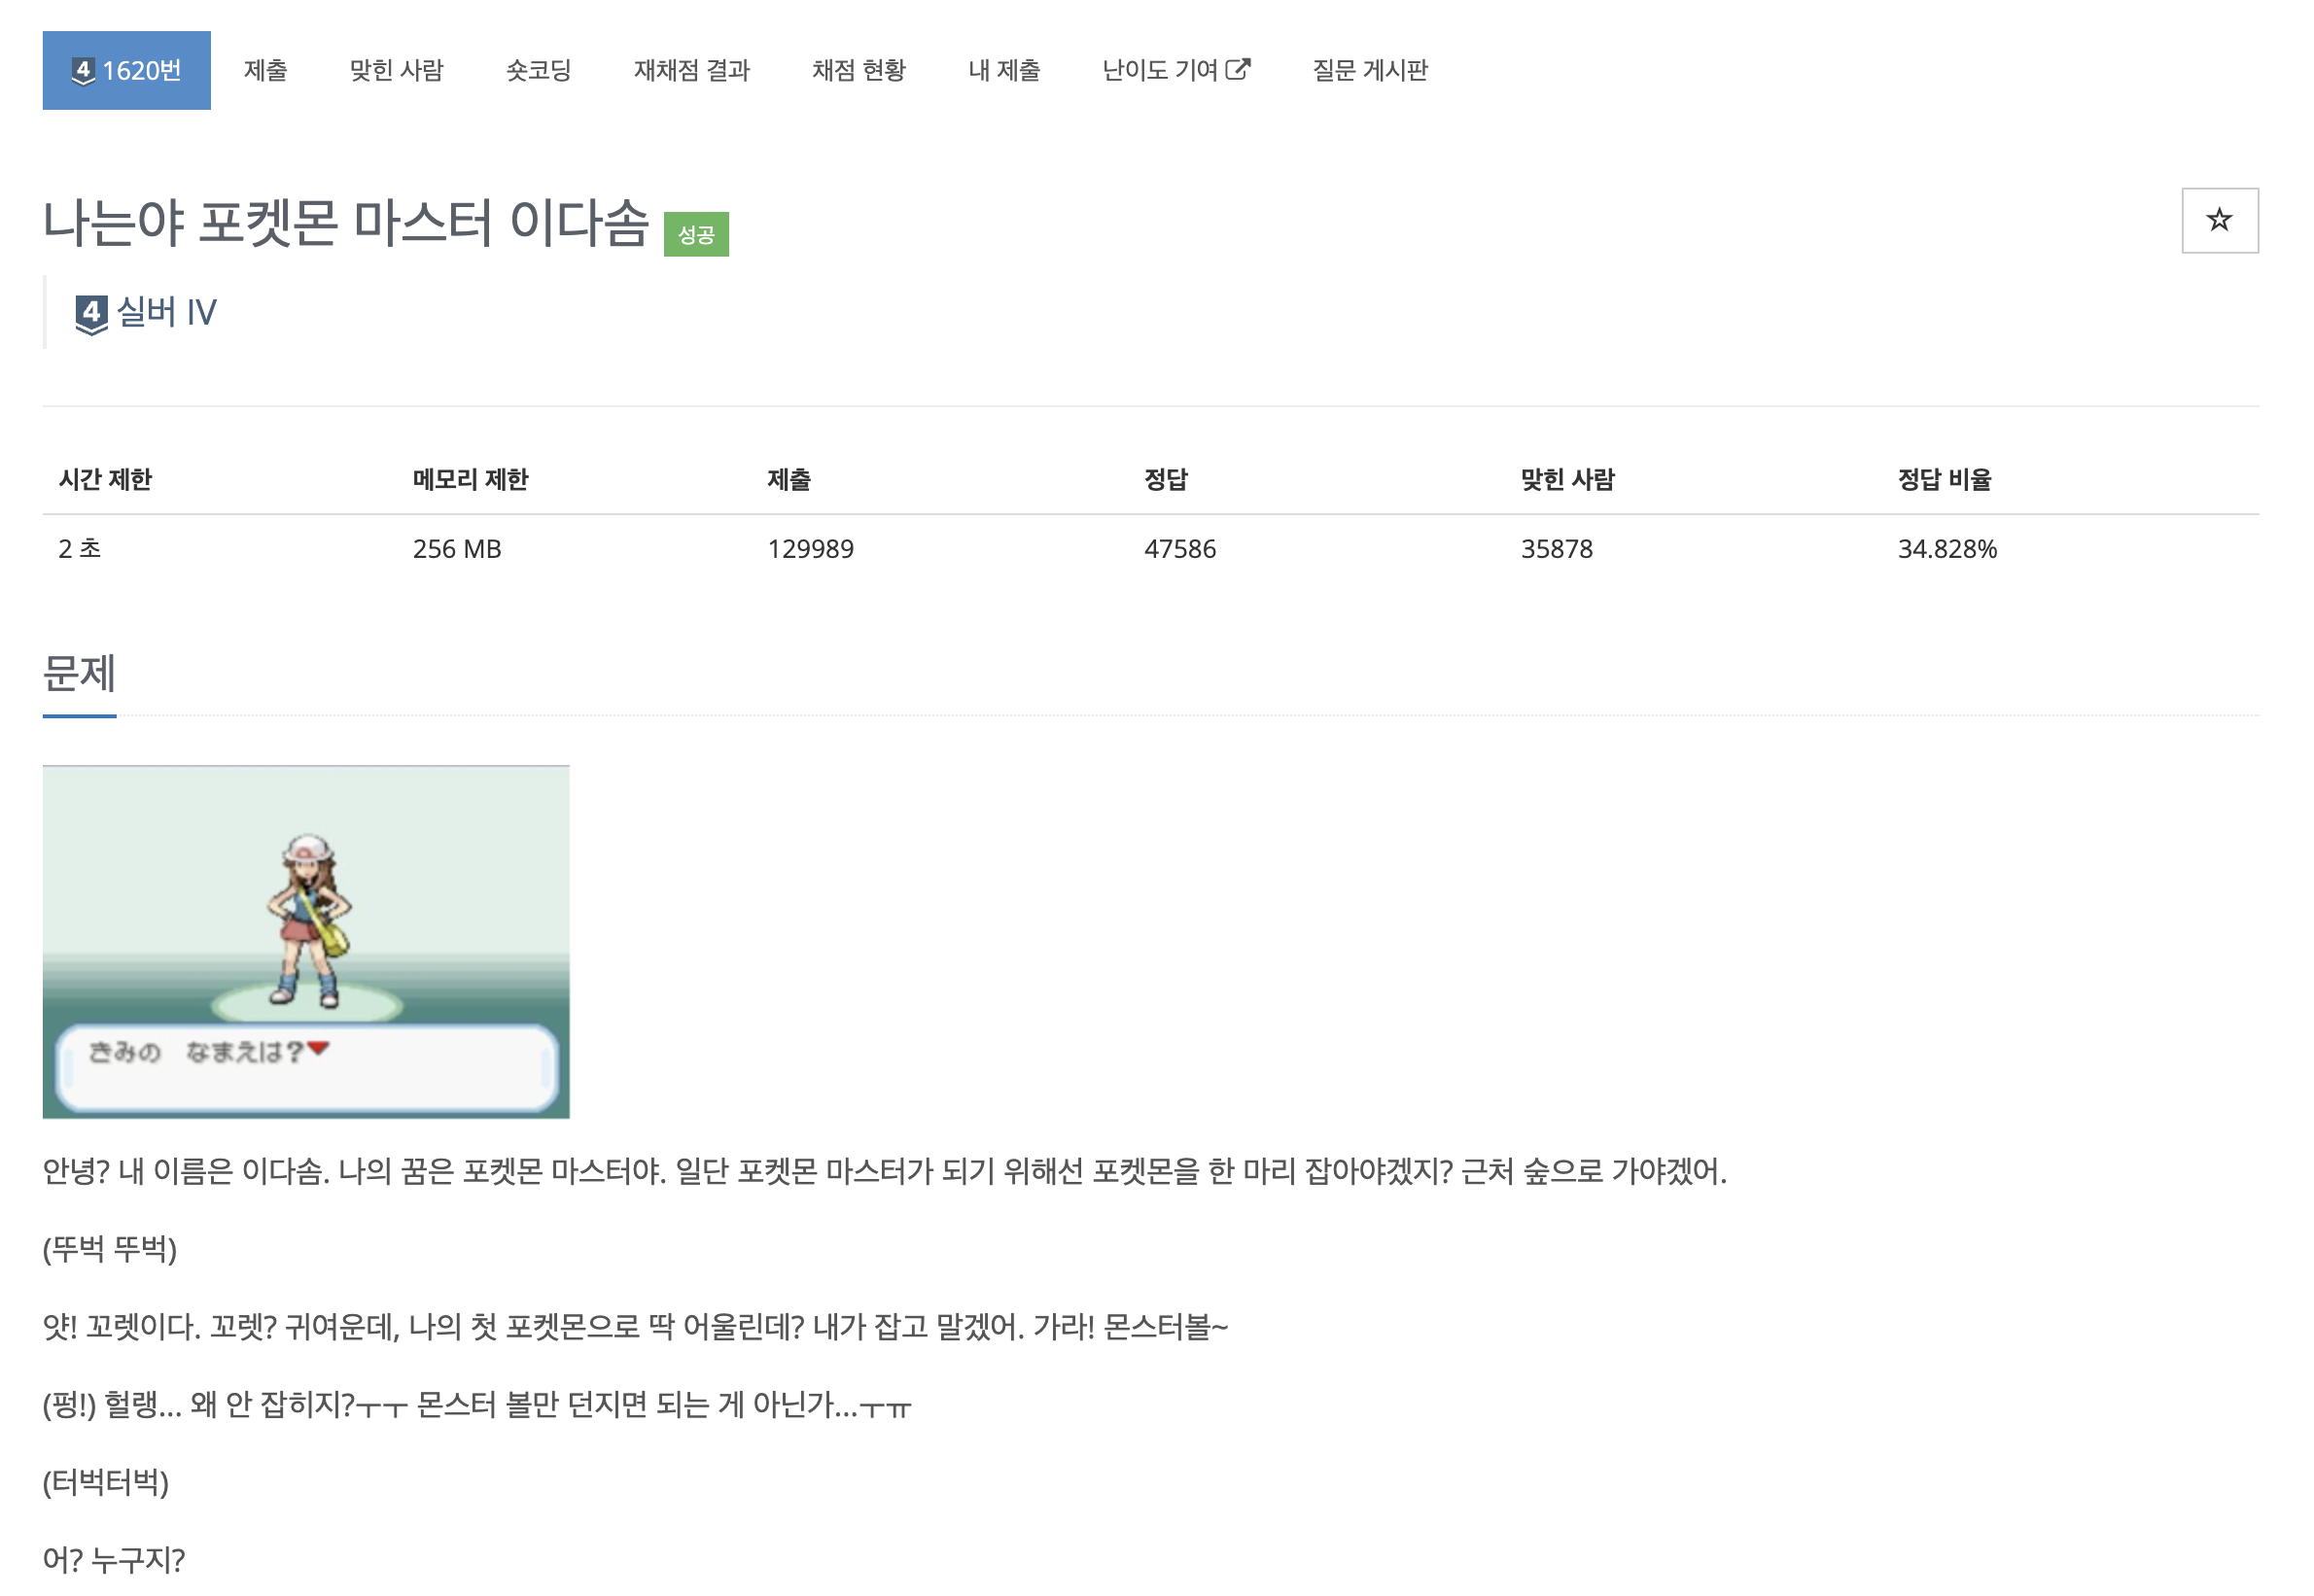 4 1620번 제출 맞힌 사람 숏코딩 재채점 결과 채점 현황 내 제출 난이도 기여 질문 게시판
나는야 포켓몬 마스터 이다솜 성공
4 실버 IV
시간 제한 메모리 제한 제출 정답 맞힌 사람 정답 비율
2 초 256 MB 129989 47586 35878 34.828%
문제
きみの なまえは?
안녕? 내 이름은 이다솜. 나의 꿈은 포켓몬 마스터야. 일단 포켓몬 마스터가 되기 위해선 포켓몬을 한 마리 잡아야겠지? 근처 숲으로 가야겠어.
(뚜벅 뚜벅)
얏! 꼬렛이다. 꼬렛? 귀여운데, 나의 첫 포켓몬으로 딱 어울린데? 내가 잡고 말겠어. 가라! 몬스터볼~
(펑!) 헐랭... 왜 안 잡히지?ㅜㅜ 몬스터 볼만 던지면 되는 게 아닌가...ㅜㅠ
(터벅터벅)
어? 누구지?